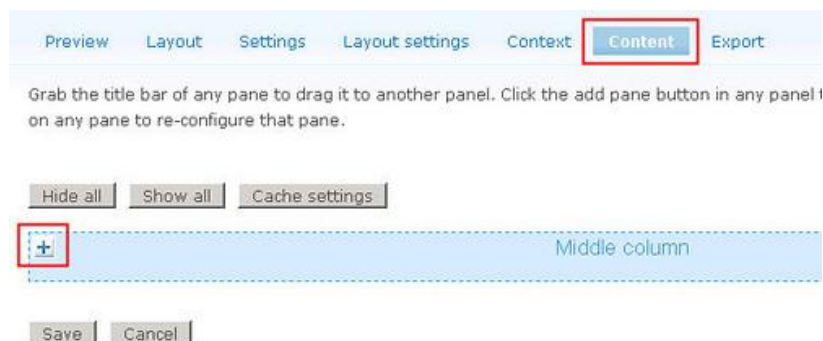 Preview Layout Settings Layout settings Context Content Export
Grab the title bar of any pane to drag it to another panel. Click the add pane button in any panel
on any pane to re-configure that pane.
Hide all Show all Cache settings
+ Middle column
Save Cancel